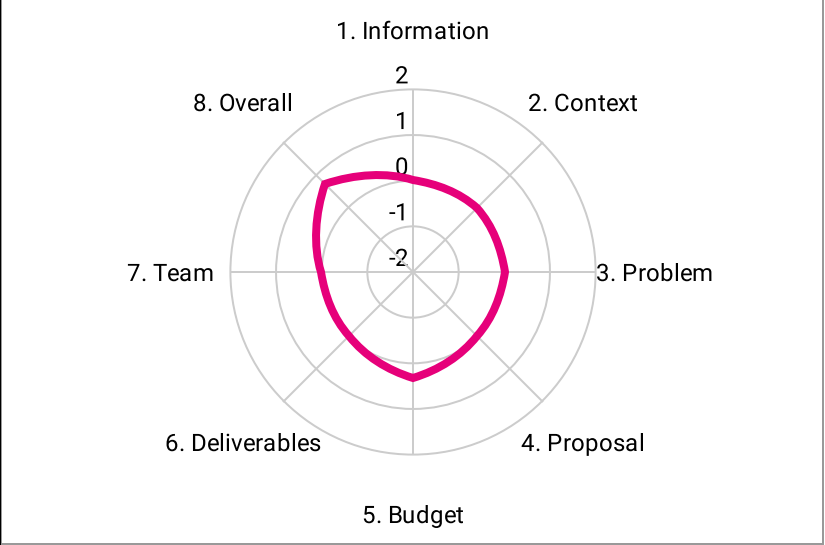 1. Information
2
8. Overall
2. Context
1
0
-1
-2
7. Team
3. Problem
6. Deliverables
4. Proposal
5. Budget